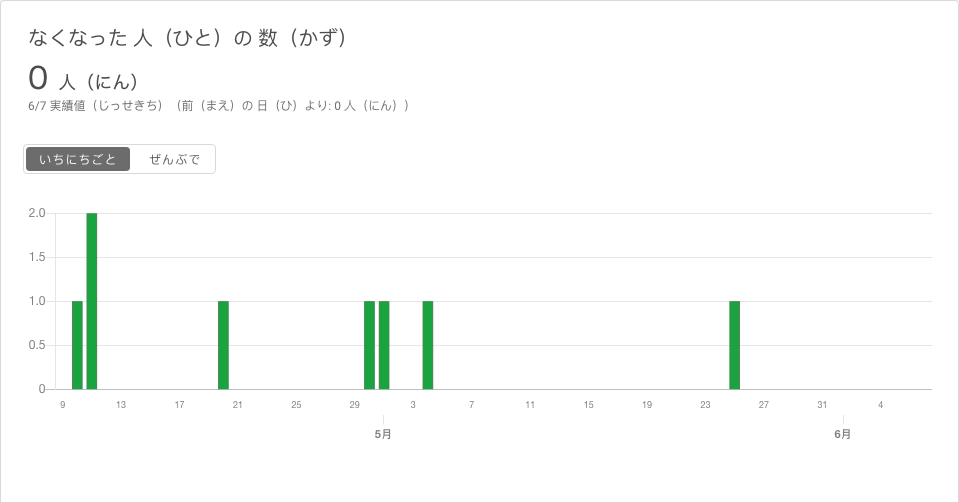 なくなった 人（ひと）の 数（かず）
0 人（にん）
6/7 実績値（じっせきち）（前（まえ）の 日（ひ）より: 0 人（にん））
いちにちごと ぜんぶで
2.0
1.5
1.0
0.5
0
9 13 17 21 25 29 3 7 11 15 19 23 27 31 4
5月 6月